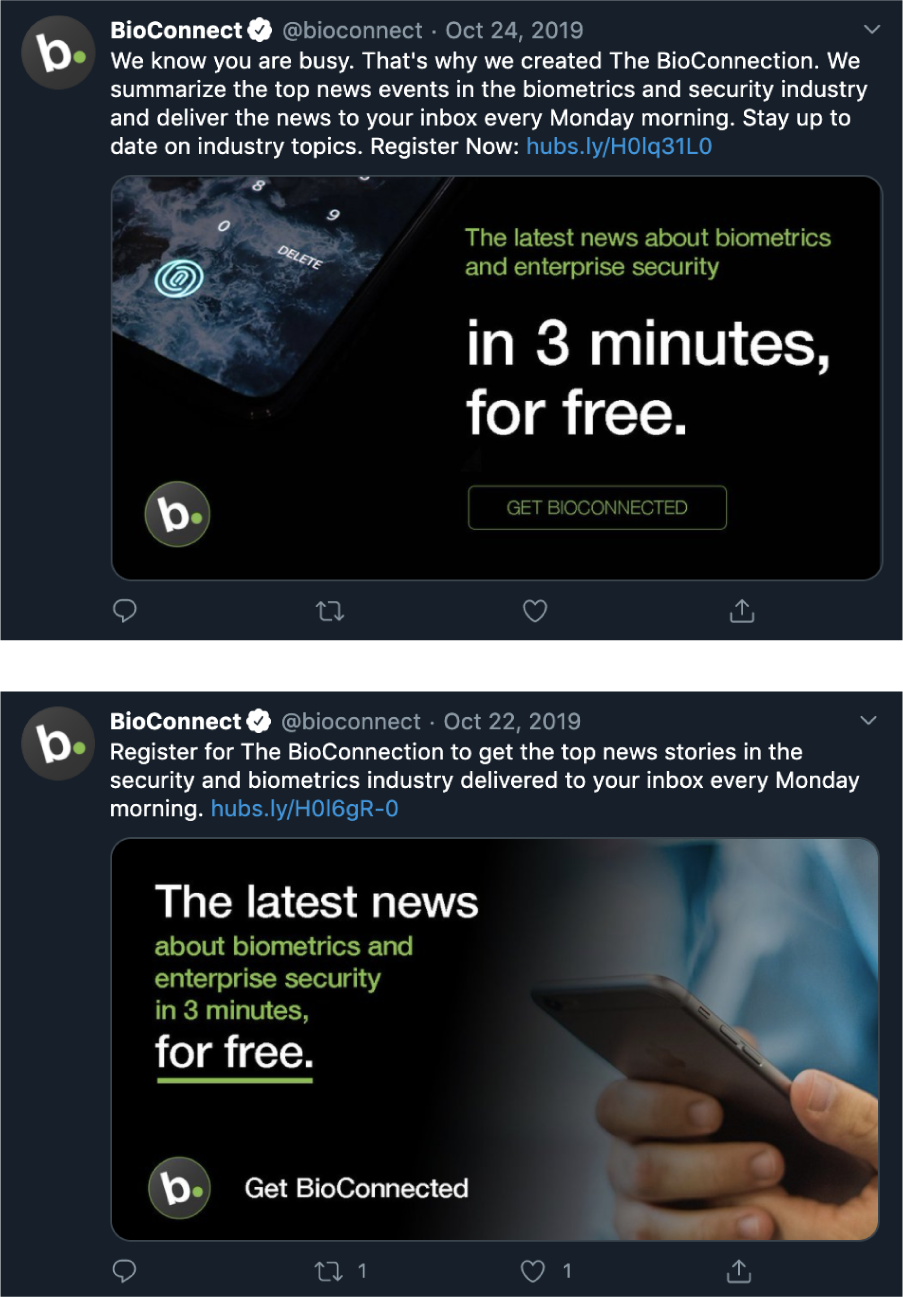 b.
BioConnect @bioconnect · Oct 24, 2019
We know you are busy. That's why we created The BioConnection. We
summarize the top news events in the biometrics and security industry
and deliver the news to your inbox every Monday morning. Stay up to
date on industry topics. Register Now: hubs.ly/H0lq31L0
8
9
0
DELETE
The latest news about biometrics
and enterprise security
in 3 minutes,
for free.
b.
GET BIOCONNECTED
b.
BioConnect @bioconnect · Oct 22, 2019
Register for The BioConnection to get the top news stories in the
security and biometrics industry delivered to your inbox every Monday
morning. hubs.ly/H0l6gR-0
The latest news
about biometrics and
enterprise security
in 3 minutes,
for free.
b. Get BioConnected
1 1